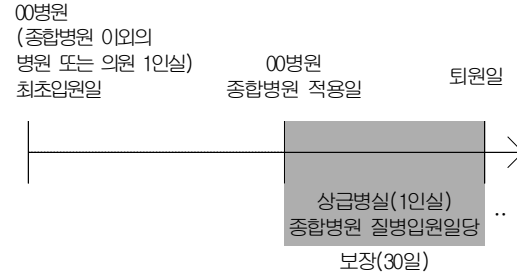 00병원
(종합병원 이외의
병원 또는 의원 1인실)
최초입원일
00병원
종합병원 적용일
퇴원일
상급병실(1인실)
종합병원 질병입원일당
..
보장(30일)